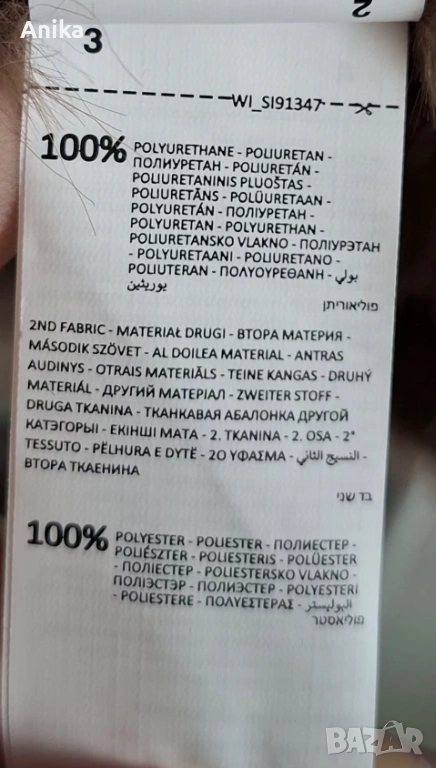 Anika
2
3
WI_SI91347
100% POLYURETHANE - POLIURETAN -
ПОЛИУРЕТАН - POLIURETÁN -
POLIURETANINIS PLUOŠTAS -
POLIURETĀNS - POLÜURETAAN -
POLYURETÁN - ПОЛІУРЕТАН -
POLYURETAN - POLYURETHAN -
POLIURETANSKO VLAKNO - ПОЛІУРЭТАН
- POLYURETAANI - POLIURETANO -
POLIUTERAN - ΠΟΛΥΟΥΡΕΘΑΝΗ - بولي
يوريثين
פוליאוריתן
2ND FABRIC - MATERIAŁ DRUGI - ВТОРА МАТЕРИЯ -
MÁSODIK SZÖVET - AL DOILEA MATERIAL - ANTRAS
AUDINYS - OTRAIS MATERIĀLS - TEINE KANGAS - DRUHÝ
MATERIÁL - ДРУГИЙ МАТЕРІАЛ - ZWEITER STOFF -
DRUGA TKANINA - ТКАНКАВАЯ АБАЛОНКА ДРУГОЙ
КАТЭГОРЫІ - ЕКІНШІ МАТА - 2. TKANINA - 2. OSA - 2°
TESSUTO - PËLHURA E DYTË - 2Ο ΥΦΑΣΜΑ - النسيج الثاني -
ВТОРА ТКАЕНИНА
בד שני
100% POLYESTER - POLIESTER - ПОЛИЕСТЕР -
POLIÉSZTER - POLIESTERIS - POLÜESTER
- ПОЛІЕСТЕР - POLIESTERSKO VLAKNO -
ПОЛІЭСТЭР - ПОЛИЭСТЕР - POLYESTERI
- POLIESTERE - ΠΟΛΥΕΣΤΕΡΑΣ - البوليستر
פוליאסטר
BAZAR